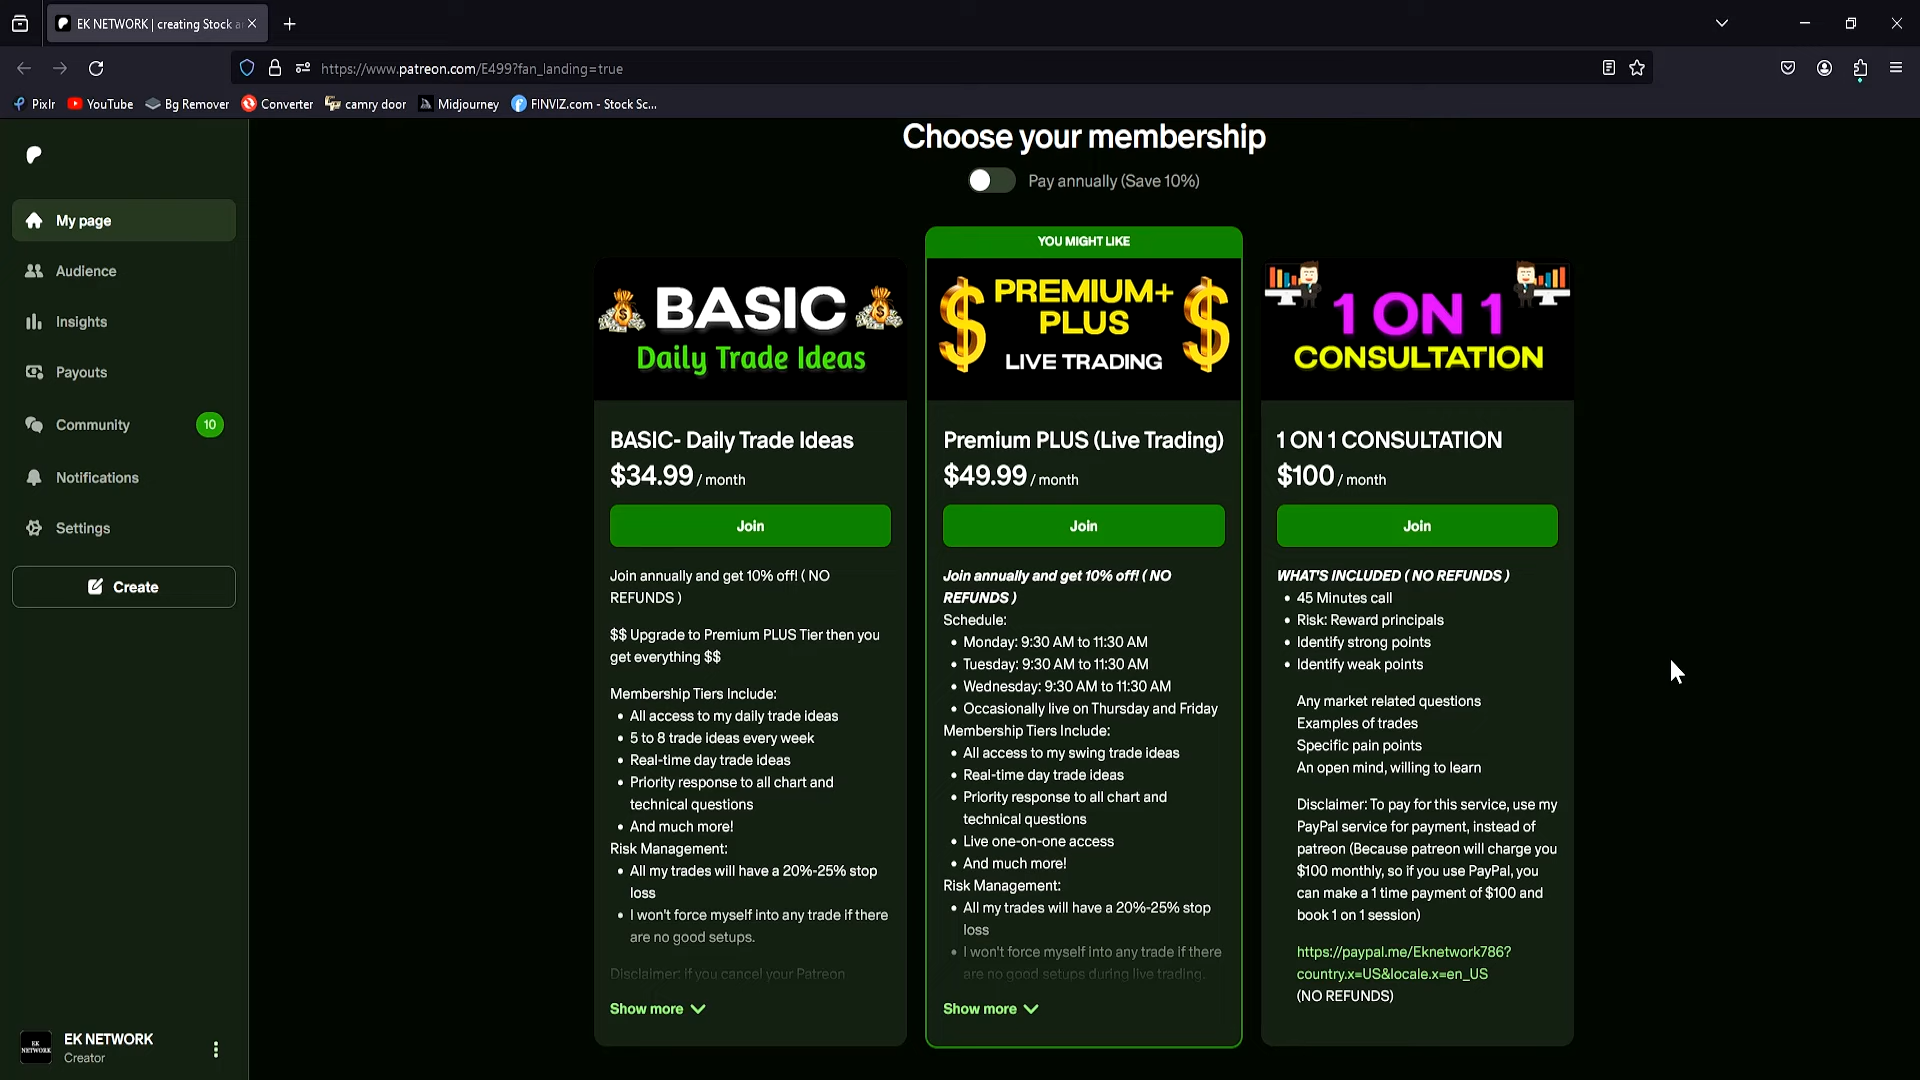 EK NETWORK | creating Stock a
https://www.patreon.com/E499?fan_landing=true
Pixlr
YouTube
Bg Remover
Converter
camry door
Midjourney
FINVIZ.com - Stock Sc...
My page
Audience
Insights
Payouts
Community
10
Notifications
Settings
Create
EK NETWORK
EK NETWORK
Creator
Choose your membership
Pay annually (Save 10%)
BASIC
Daily Trade Ideas
BASIC- Daily Trade Ideas
$34.99 / month
Join
Join annually and get 10% off! ( NO
REFUNDS )
$$ Upgrade to Premium PLUS Tier then you
get everything $$
Membership Tiers Include:
• All access to my daily trade ideas
• 5 to 8 trade ideas every week
• Real-time day trade ideas
• Priority response to all chart and
technical questions
• And much more!
Risk Management:
• All my trades will have a 20%-25% stop
loss
• I won't force myself into any trade if there
are no good setups.
Disclaimer: If you cancel your Patreon
Show more
YOU MIGHT LIKE
$ PREMIUM+ $
PLUS
LIVE TRADING
Premium PLUS (Live Trading)
$49.99 / month
Join
Join annually and get 10% off! ( NO
REFUNDS )
Schedule:
• Monday: 9:30 AM to 11:30 AM
• Tuesday: 9:30 AM to 11:30 AM
• Wednesday: 9:30 AM to 11:30 AM
• Occasionally live on Thursday and Friday
Membership Tiers Include:
• All access to my swing trade ideas
• Real-time day trade ideas
• Priority response to all chart and
technical questions
• Live one-on-one access
• And much more!
Risk Management:
• All my trades will have a 20%-25% stop
loss
• I won't force myself into any trade if there
are no good setups during live trading.
Show more
1 ON 1
CONSULTATION
1 ON 1 CONSULTATION
$100 / month
Join
WHAT'S INCLUDED ( NO REFUNDS )
• 45 Minutes call
• Risk: Reward principals
• Identify strong points
• Identify weak points
Any market related questions
Examples of trades
Specific pain points
An open mind, willing to learn
Disclaimer: To pay for this service, use my
PayPal service for payment, instead of
patreon (Because patreon will charge you
$100 monthly, so if you use PayPal, you
can make a 1 time payment of $100 and
book 1 on 1 session)
https://paypal.me/Eknetwork786?
country.x=US&locale.x=en_US
(NO REFUNDS)